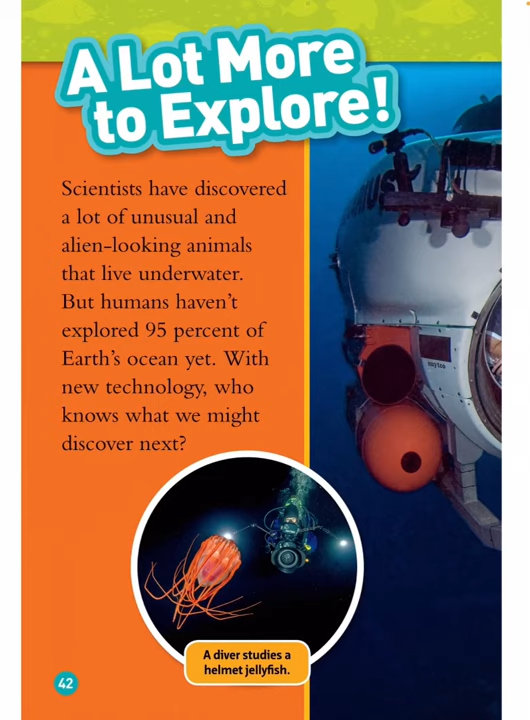 A Lot More
to Explore!
Scientists have discovered
a lot of unusual and
alien-looking animals
that live underwater.
But humans haven't
explored 95 percent of
Earth's ocean yet. With
new technology, who
knows what we might
discover next?
A diver studies a
helmet jellyfish.
42